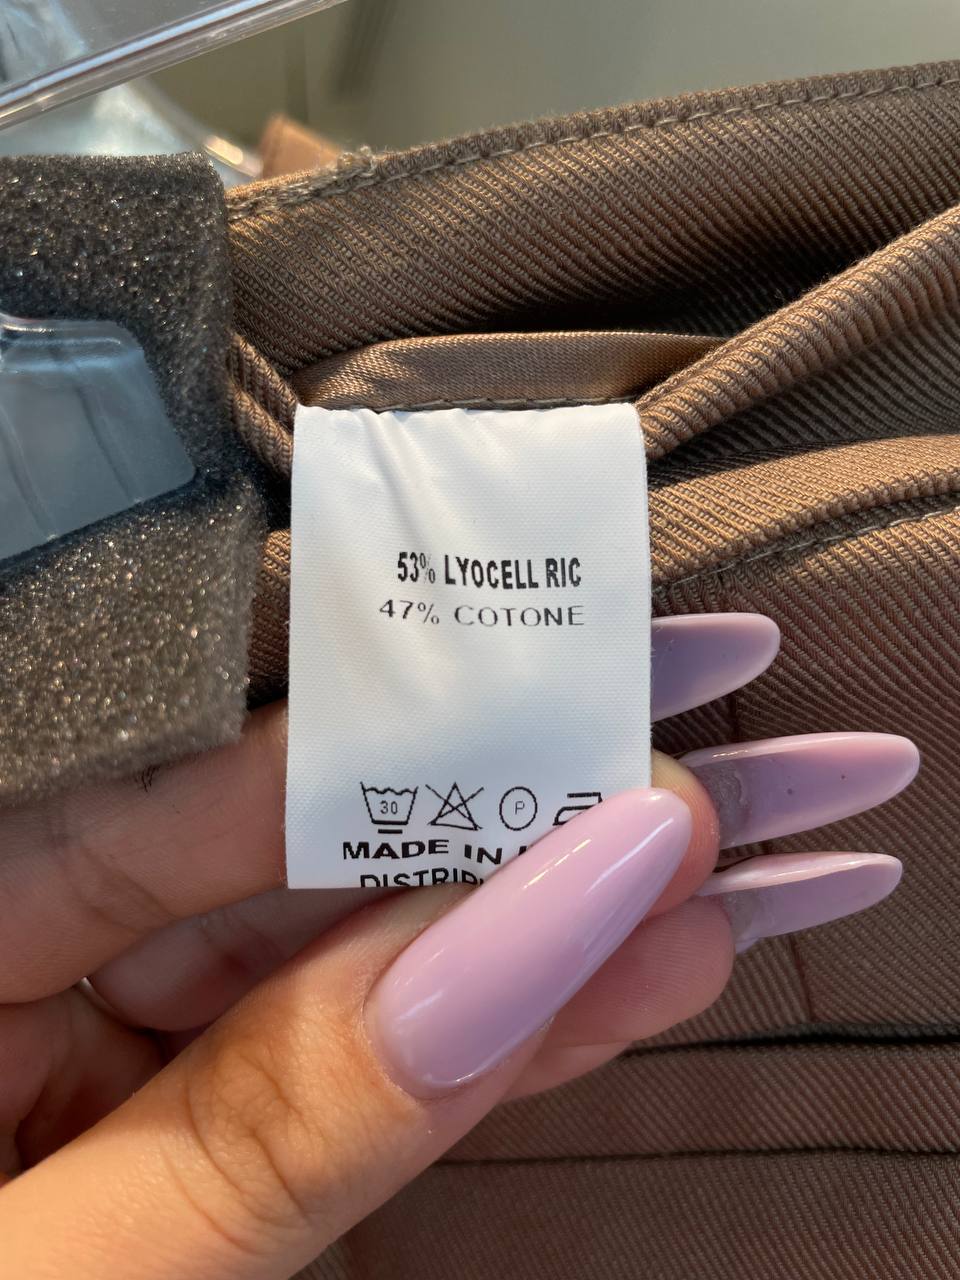 53% LYOCELL RIC
47% COTONE
30 P
MADE IN